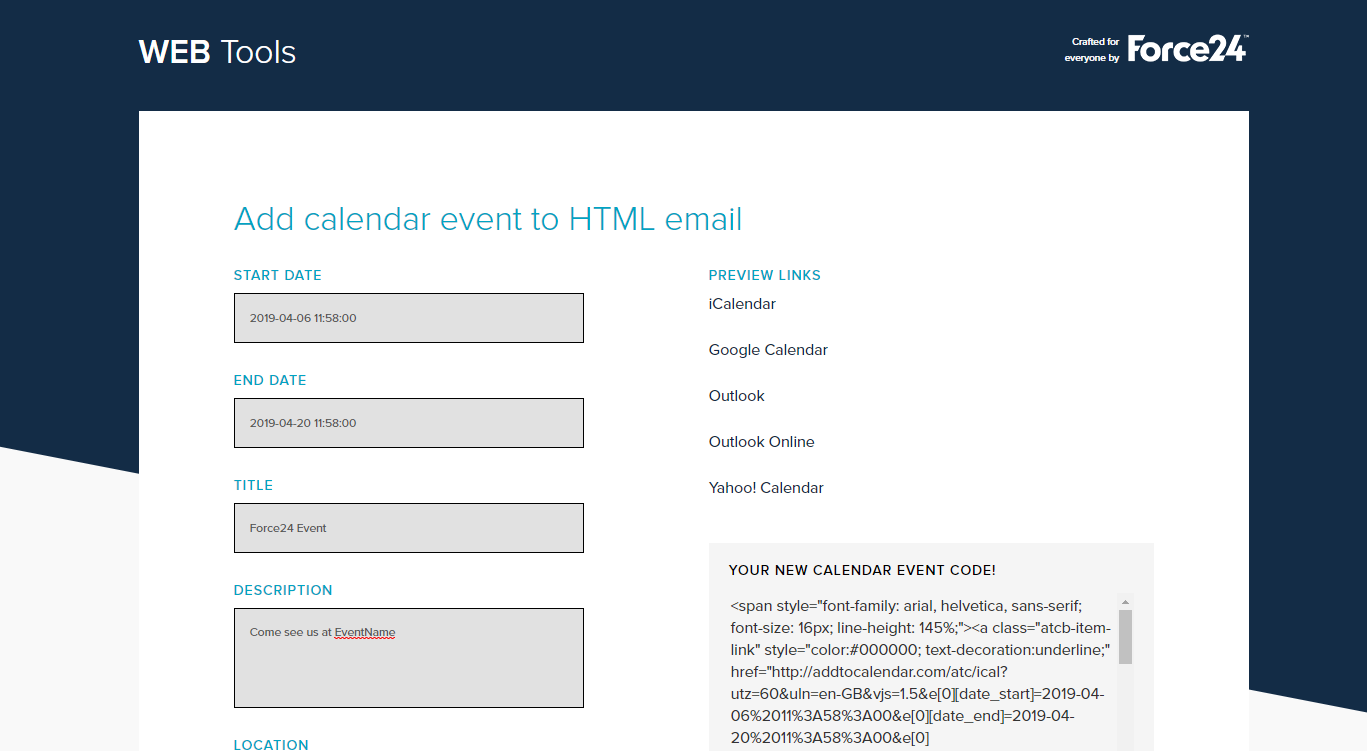 WEB Tools
Crafted for
everyone by
Force24™
Add calendar event to HTML email
START DATE
2019-04-06 11:58:00
END DATE
2019-04-20 11:58:00
TITLE
Force24 Event
DESCRIPTION
Come see us at EventName
LOCATION
PREVIEW LINKS
iCalendar
Google Calendar
Outlook
Outlook Online
Yahoo! Calendar
YOUR NEW CALENDAR EVENT CODE!
<span style="font-family: arial, helvetica, sans-serif;
font-size: 16px; line-height: 145%;"><a class="atcb-item-
link" style="color:#000000; text-decoration:underline;"
href="http://addtocalendar.com/atc/ical?
utz=60&uln=en-GB&vjs=1.5&e[0][date_start]=2019-04-
06%2011%3A58%3A00&e[0][date_end]=2019-04-
20%2011%3A58%3A00&e[0]